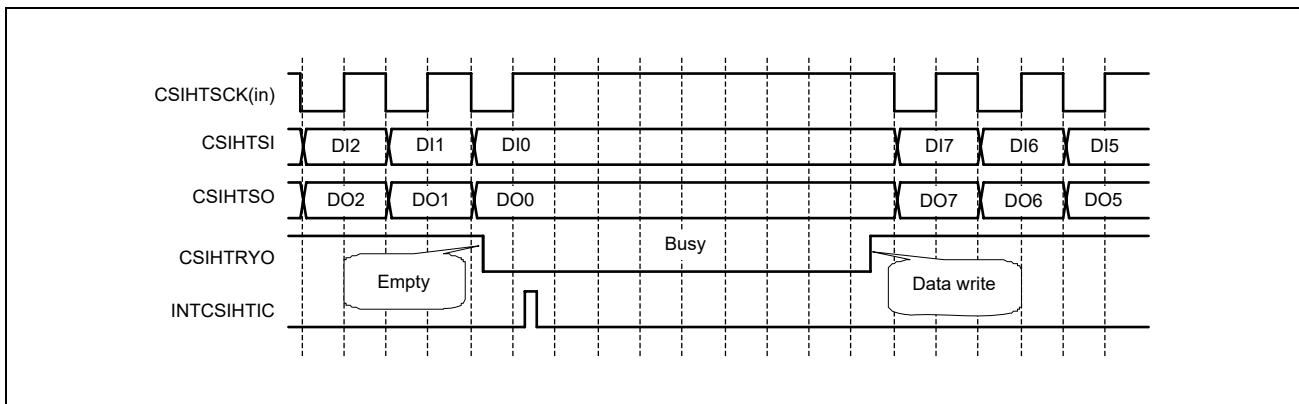 CSIHTSCK(in)
CSIHTSI DI2 DI1 DI0 DI7 DI6 DI5
CSIHTSO DO2 DO1 DO0 DO7 DO6 DO5
CSIHTRYO Busy
Empty Data write
INTCSIHTIC